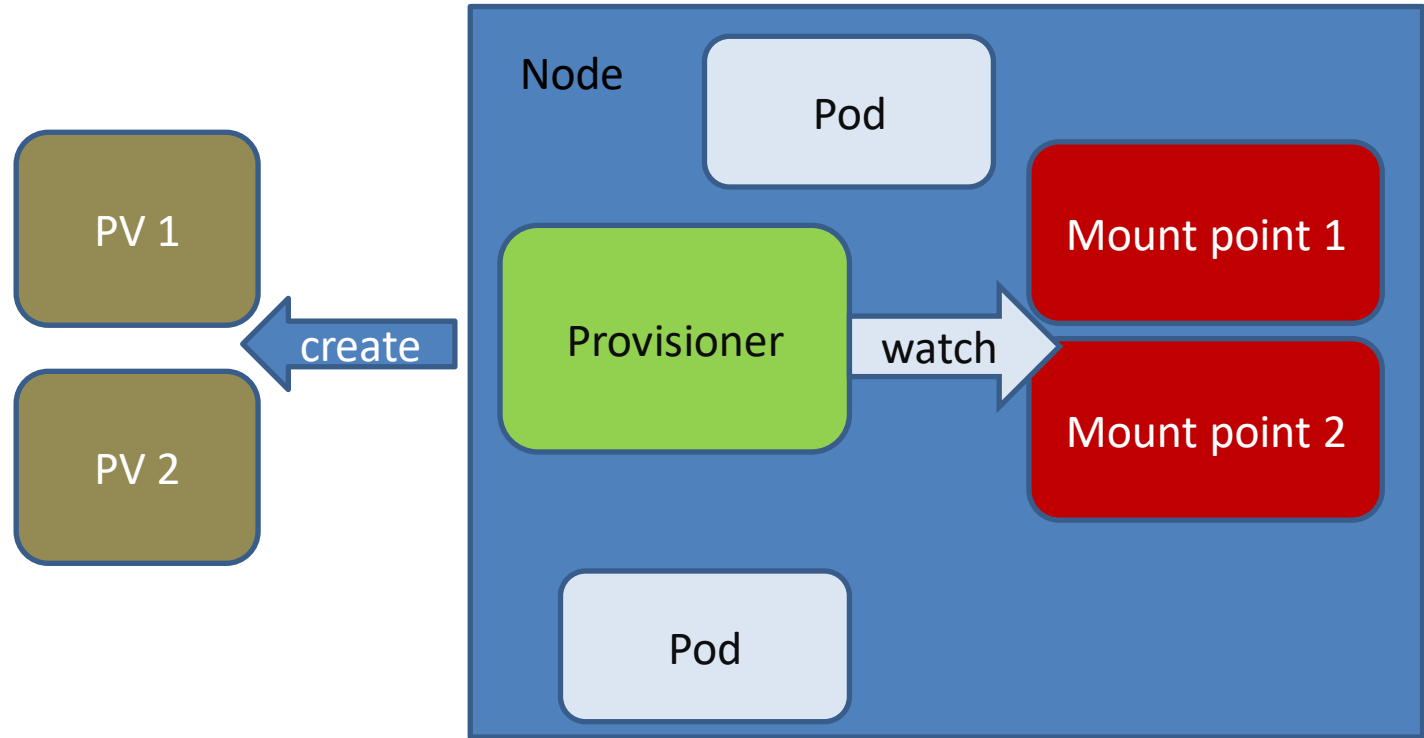 Node
Pod
PV 1
Mount point 1
create
Provisioner
watch
PV 2
Mount point 2
Pod